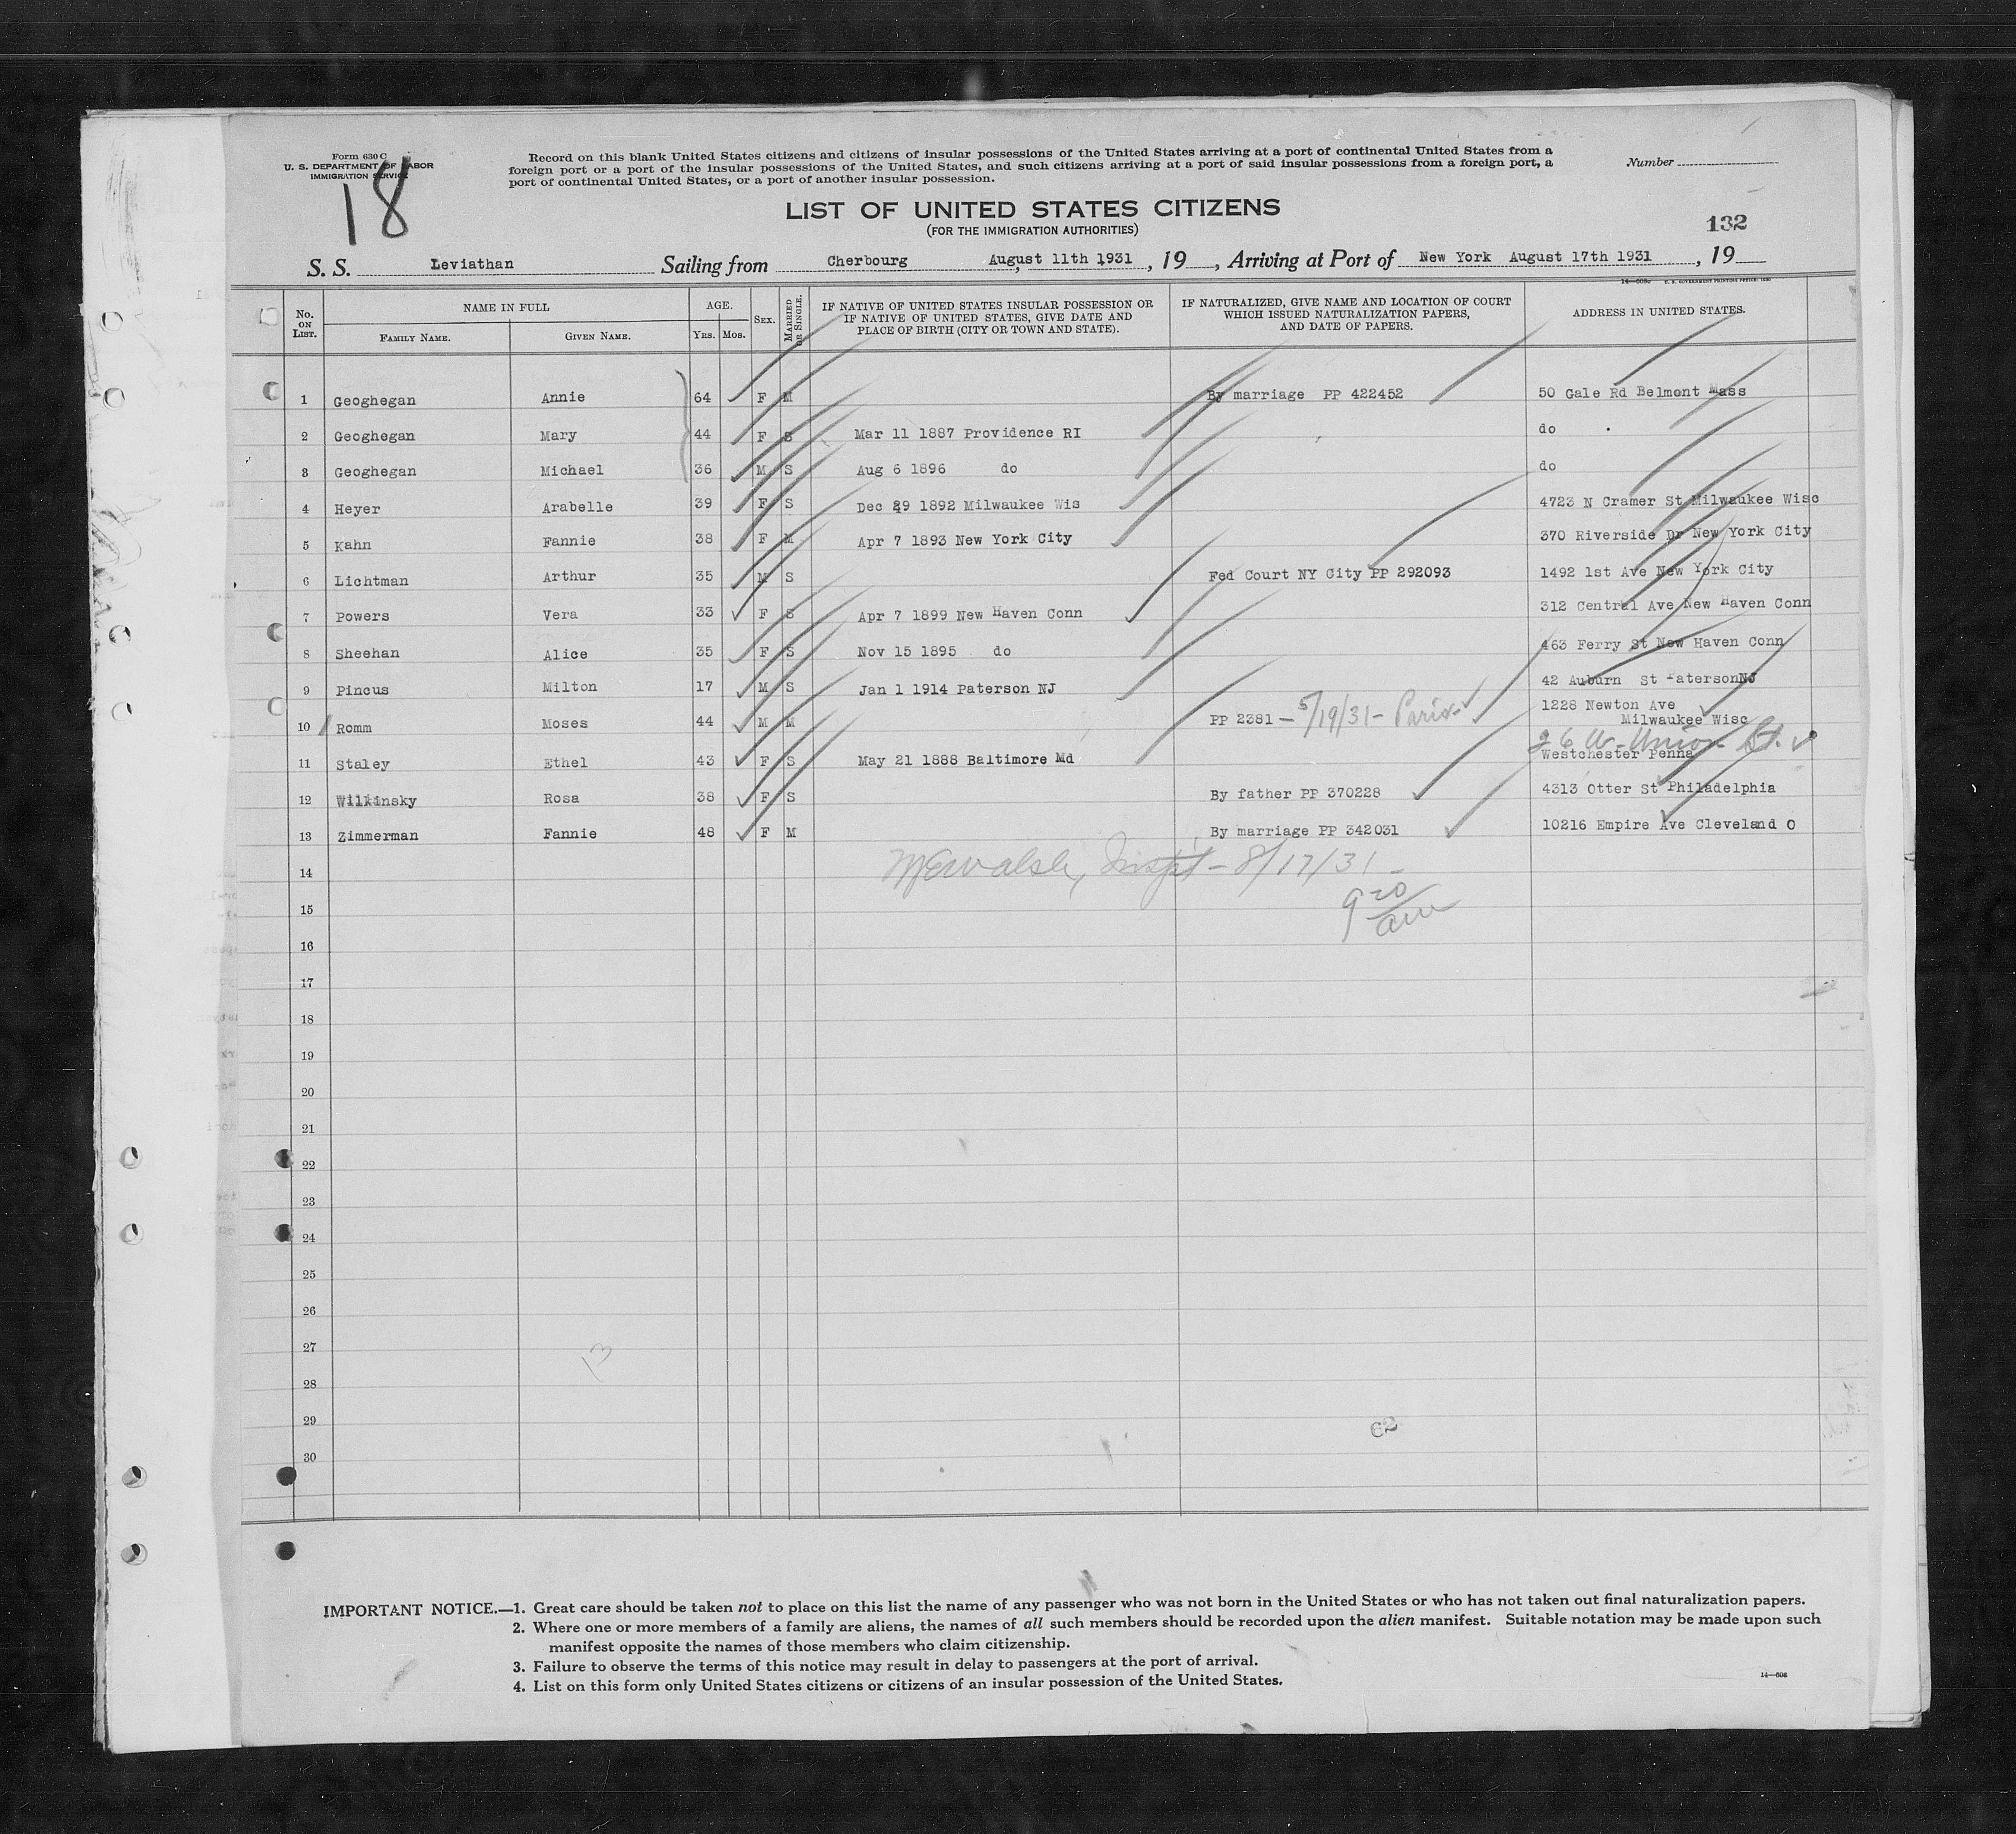 Form 630 C
U. S. DEPARTMENT OF LABOR
IMMIGRATION SERVICE
18
Record on this blank United States citizens and citizens of insular possessions of the United States arriving at a port of continental United States from a
foreign port or a port of the insular possessions of the United States, and such citizens arriving at a port of said insular possessions from a foreign port, a
port of continental United States, or a port of another insular possession.
Number
LIST OF UNITED STATES CITIZENS
(FOR THE IMMIGRATION AUTHORITIES)
132
S. S. Leviathan Sailing from Cherbourg August 11th 1931, 19 , Arriving at Port of New York August 17th 1931, 19
No. ON LIST. NAME IN FULL FAMILY NAME. GIVEN NAME. AGE. YRS. MOS. SEX. MARRIED OR SINGLE. IF NATIVE OF UNITED STATES INSULAR POSSESSION OR IF NATIVE OF UNITED STATES, GIVE DATE AND PLACE OF BIRTH (CITY OR TOWN AND STATE). IF NATURALIZED, GIVE NAME AND LOCATION OF COURT WHICH ISSUED NATURALIZATION PAPERS, AND DATE OF PAPERS. ADDRESS IN UNITED STATES.
1 Geoghegan Annie 64 F M By marriage PP 422452 50 Gale Rd Belmont Mass
2 Geoghegan Mary 44 F S Mar 11 1887 Providence RI do
3 Geoghegan Michael 36 M S Aug 6 1896 do do
4 Heyer Arabelle 39 F S Dec 29 1892 Milwaukee Wis 4723 N Cramer St Milwaukee Wisc
5 Kahn Fannie 38 F M Apr 7 1893 New York City 370 Riverside Dr New York City
6 Lichtman Arthur 35 M S Fed Court NY City PP 292093 1492 1st Ave New York City
7 Powers Vera 33 F S Apr 7 1899 New Haven Conn 312 Central Ave New Haven Conn
8 Sheehan Alice 35 F S Nov 15 1895 do 463 Ferry St New Haven Conn
9 Pincus Milton 17 M S Jan 1 1914 Paterson NJ 42 Auburn St Paterson NJ
10 Romm Moses 44 M M PP 2381 - 5/19/31 - Paris 1228 Newton Ave
Milwaukee Wisc
26 W. Union St.
11 Staley Ethel 43 F S May 21 1888 Baltimore Md Westchester Penna
12 Wilkinsky Rosa 38 F S By father PP 370228 4313 Otter St Philadelphia
13 Zimmerman Fannie 48 F M By marriage PP 342031 10216 Empire Ave Cleveland O
14 Insp't - 8/17/31 -
9 20
am
15
16
17
18
19
20
21
22
23
24
25
26
27
13
28
29
62
30
IMPORTANT NOTICE.—1. Great care should be taken not to place on this list the name of any passenger who was not born in the United States or who has not taken out final naturalization papers.
2. Where one or more members of a family are aliens, the names of all such members should be recorded upon the alien manifest. Suitable notation may be made upon such
manifest opposite the names of those members who claim citizenship.
3. Failure to observe the terms of this notice may result in delay to passengers at the port of arrival.
4. List on this form only United States citizens or citizens of an insular possession of the United States.